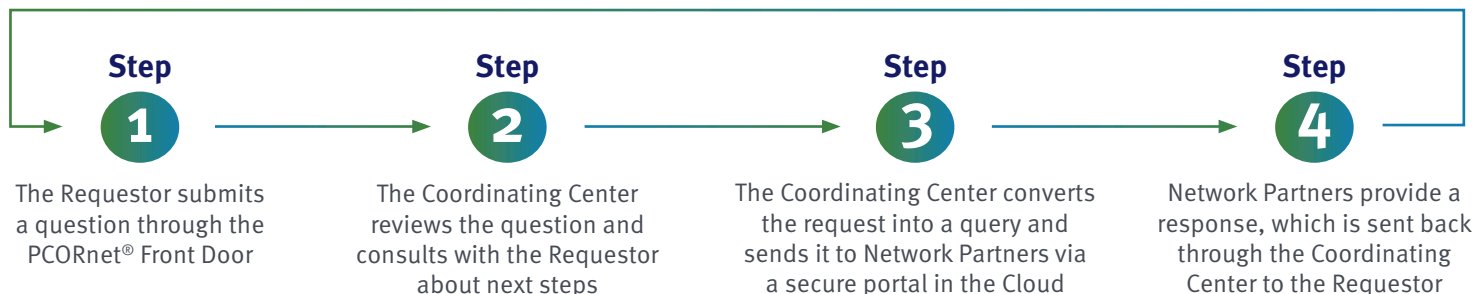 Step
1
The Requestor submits
a question through the
PCORnet® Front Door
Step
2
The Coordinating Center
reviews the question and
consults with the Requestor
about next steps
Step
3
The Coordinating Center converts
the request into a query and
sends it to Network Partners via
a secure portal in the Cloud
Step
4
Network Partners provide a
response, which is sent back
through the Coordinating
Center to the Requestor